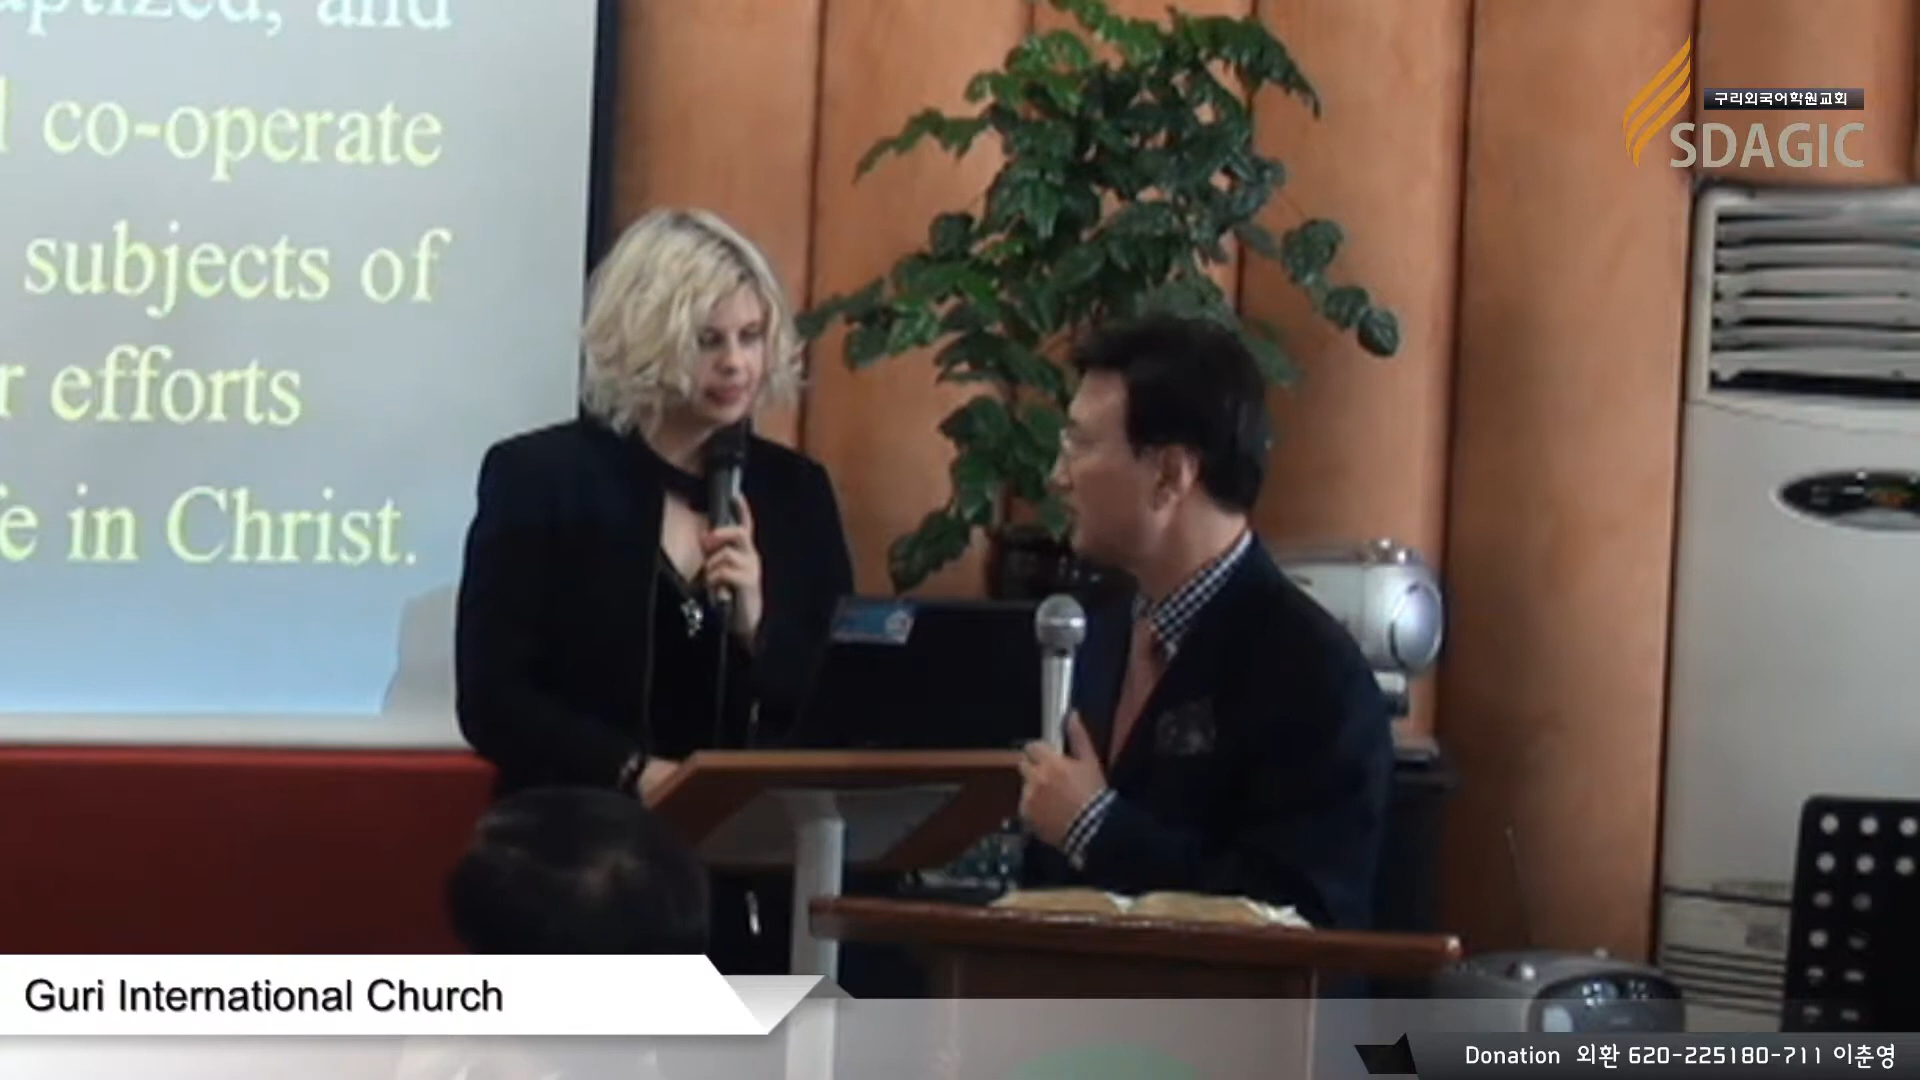 and
co-operate
subjects of
efforts
in Christ.
구리외국어학원교회
SDAGIC
Guri International Church
Donation 외환 620-225180-711 이춘영